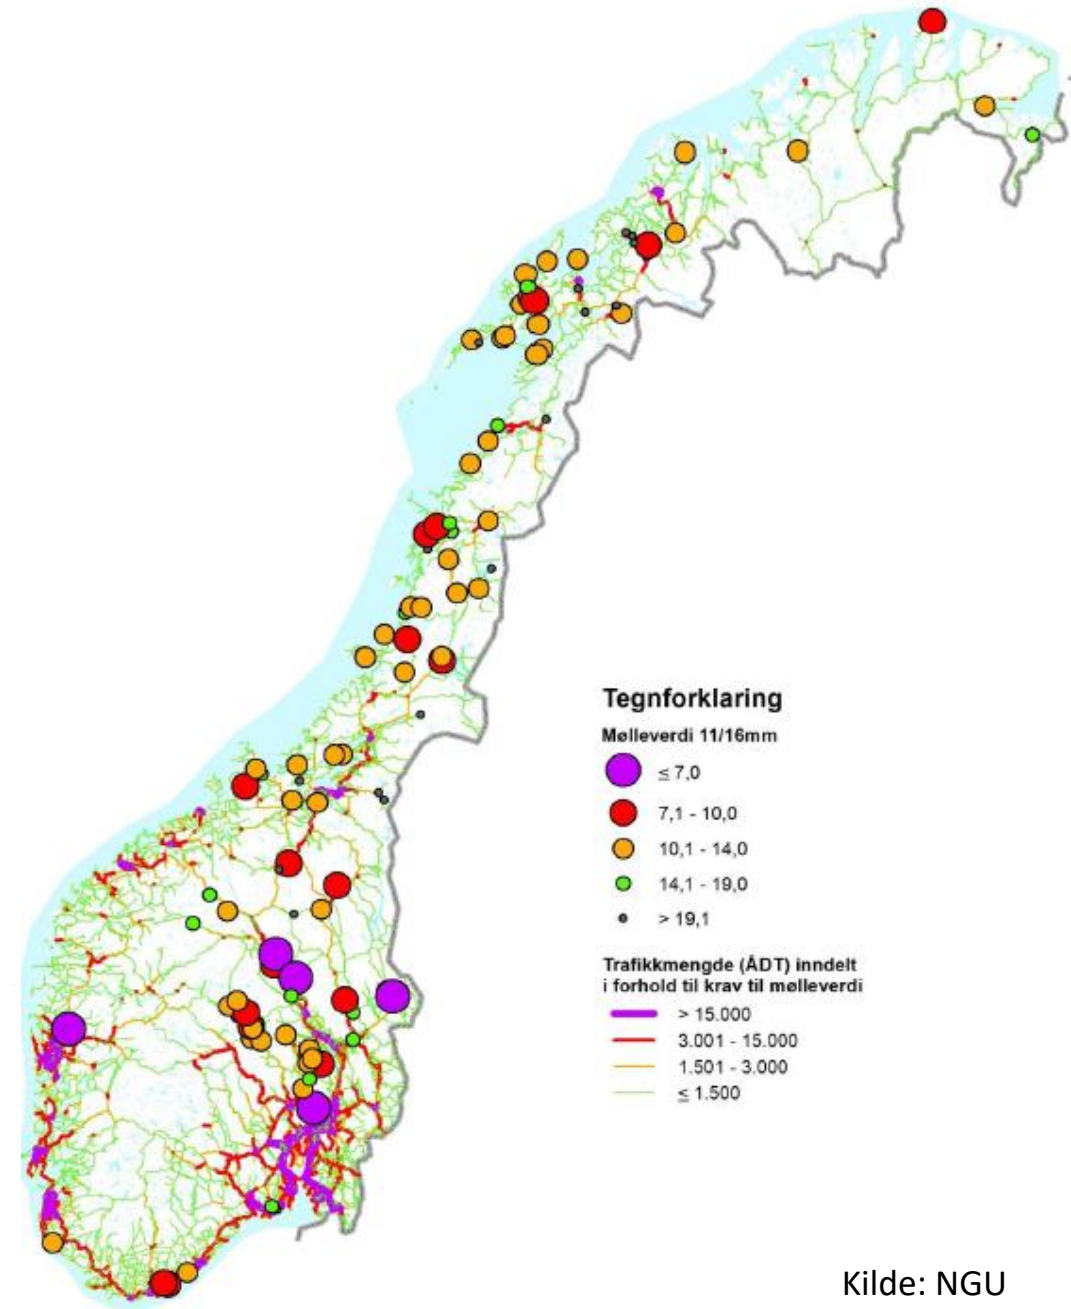 Tegnforklaring
Mølleverdi 11/16mm
≤ 7,0
7,1 - 10,0
10,1 - 14,0
14,1 - 19,0
> 19,1
Trafikkmengde (ÅDT) inndelt
i forhold til krav til mølleverdi
> 15.000
3.001 - 15.000
1.501 - 3.000
≤ 1.500
Kilde: NGU